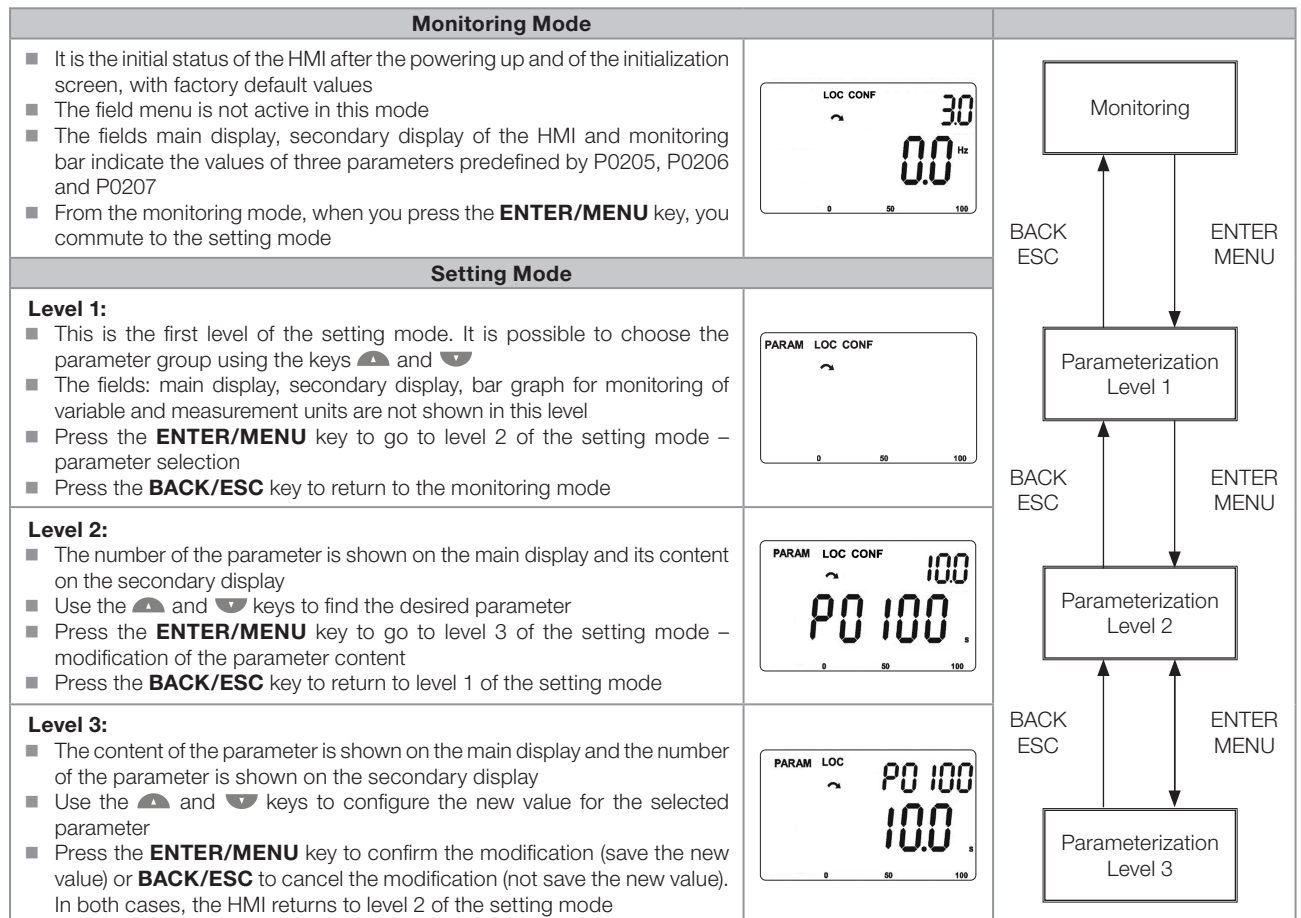 Monitoring Mode
■ It is the initial status of the HMI after the powering up and of the initialization
screen, with factory default values
■ The field menu is not active in this mode
■ The fields main display, secondary display of the HMI and monitoring
bar indicate the values of three parameters predefined by P0205, P0206
and P0207
■ From the monitoring mode, when you press the ENTER/MENU key, you
commute to the setting mode
LOC CONF
3.0
0.0 Hz
0 50 100
Setting Mode
Level 1:
■ This is the first level of the setting mode. It is possible to choose the
parameter group using the keys and
■ The fields: main display, secondary display, bar graph for monitoring of
variable and measurement units are not shown in this level
■ Press the ENTER/MENU key to go to level 2 of the setting mode –
parameter selection
■ Press the BACK/ESC key to return to the monitoring mode
PARAM LOC CONF
0 50 100
Level 2:
■ The number of the parameter is shown on the main display and its content
on the secondary display
■ Use the and keys to find the desired parameter
■ Press the ENTER/MENU key to go to level 3 of the setting mode –
modification of the parameter content
■ Press the BACK/ESC key to return to level 1 of the setting mode
PARAM LOC CONF
10.0
P0100 s
0 50 100
Level 3:
■ The content of the parameter is shown on the main display and the number
of the parameter is shown on the secondary display
■ Use the and keys to configure the new value for the selected
parameter
■ Press the ENTER/MENU key to confirm the modification (save the new
value) or BACK/ESC to cancel the modification (not save the new value).
In both cases, the HMI returns to level 2 of the setting mode
PARAM LOC
P0100
10.0 s
0 50 100
Monitoring
BACK
ESC
ENTER
MENU
Parameterization
Level 1
BACK
ESC
ENTER
MENU
Parameterization
Level 2
BACK
ESC
ENTER
MENU
Parameterization
Level 3